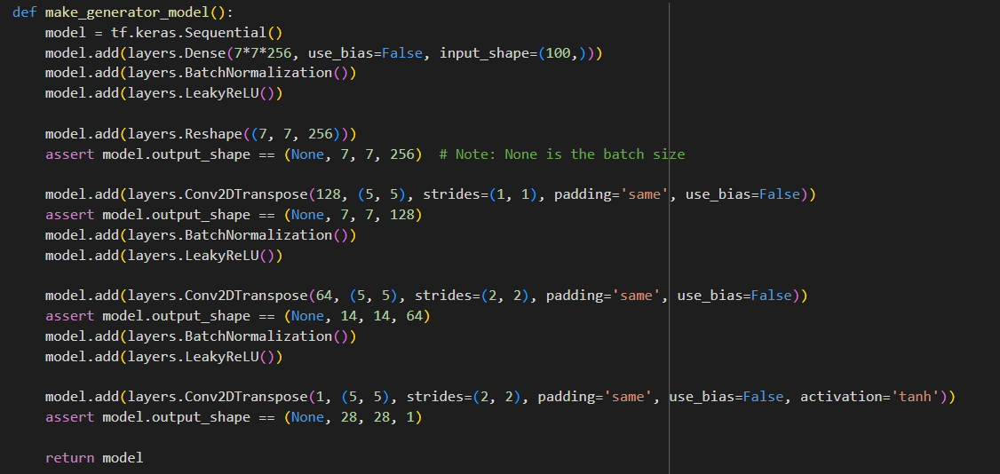 def make_generator_model():
    model = tf.keras.Sequential()
    model.add(layers.Dense(7*7*256, use_bias=False, input_shape=(100,)))
    model.add(layers.BatchNormalization())
    model.add(layers.LeakyReLU())

    model.add(layers.Reshape((7, 7, 256)))
    assert model.output_shape == (None, 7, 7, 256)  # Note: None is the batch size

    model.add(layers.Conv2DTranspose(128, (5, 5), strides=(1, 1), padding='same', use_bias=False))
    assert model.output_shape == (None, 7, 7, 128)
    model.add(layers.BatchNormalization())
    model.add(layers.LeakyReLU())

    model.add(layers.Conv2DTranspose(64, (5, 5), strides=(2, 2), padding='same', use_bias=False))
    assert model.output_shape == (None, 14, 14, 64)
    model.add(layers.BatchNormalization())
    model.add(layers.LeakyReLU())

    model.add(layers.Conv2DTranspose(1, (5, 5), strides=(2, 2), padding='same', use_bias=False, activation='tanh'))
    assert model.output_shape == (None, 28, 28, 1)

    return model